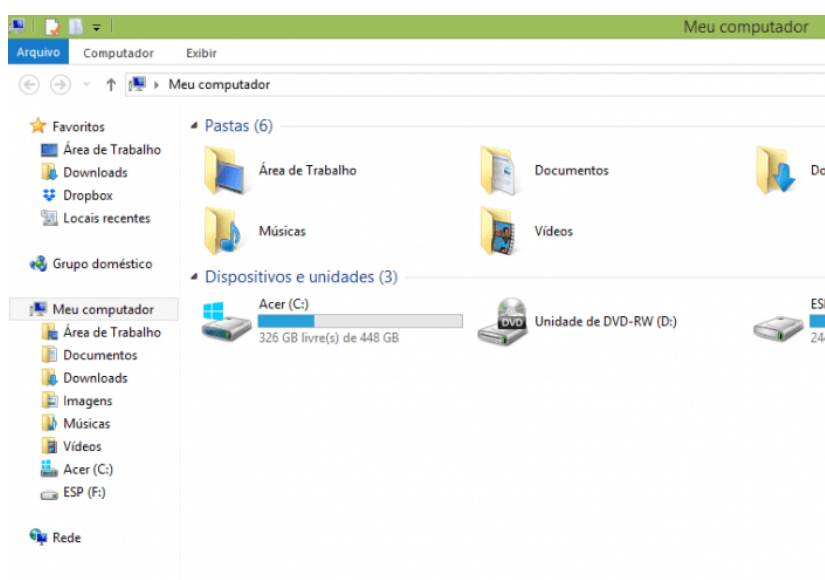 Meu computador
Arquivo Computador Exibir
Meu computador
Favoritos
Área de Trabalho
Downloads
Dropbox
Locais recentes
Grupo doméstico
Meu computador
Área de Trabalho
Documentos
Downloads
Imagens
Músicas
Vídeos
Acer (C:)
ESP (F:)
Rede
Pastas (6)
Área de Trabalho
Documentos
Do
Músicas
Vídeos
Dispositivos e unidades (3)
Acer (C:)
326 GB livre(s) de 448 GB
DVD
Unidade de DVD-RW (D:)